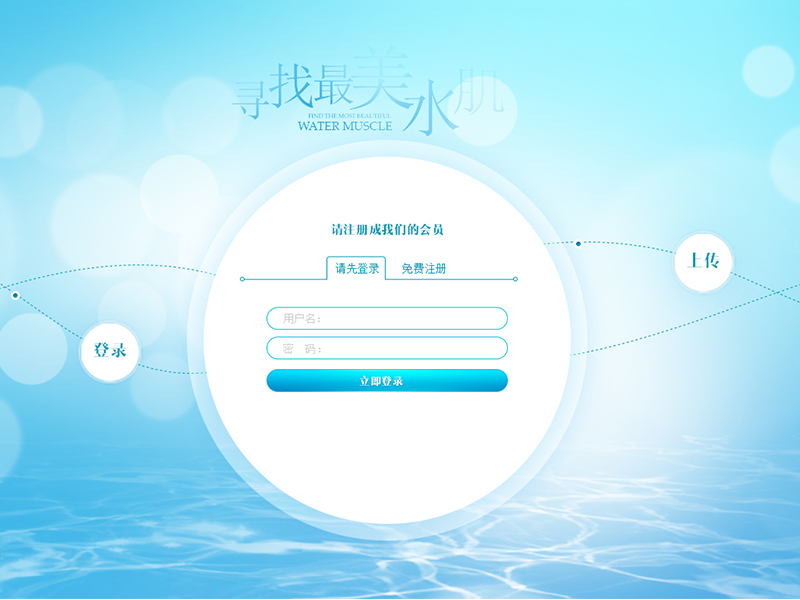 寻找最美水肌
FIND THE MOST BEAUTIFUL
WATER MUSCLE
请注册成我们的会员
请先登录 免费注册
用户名：
密 码：
立即登录
登录
上传